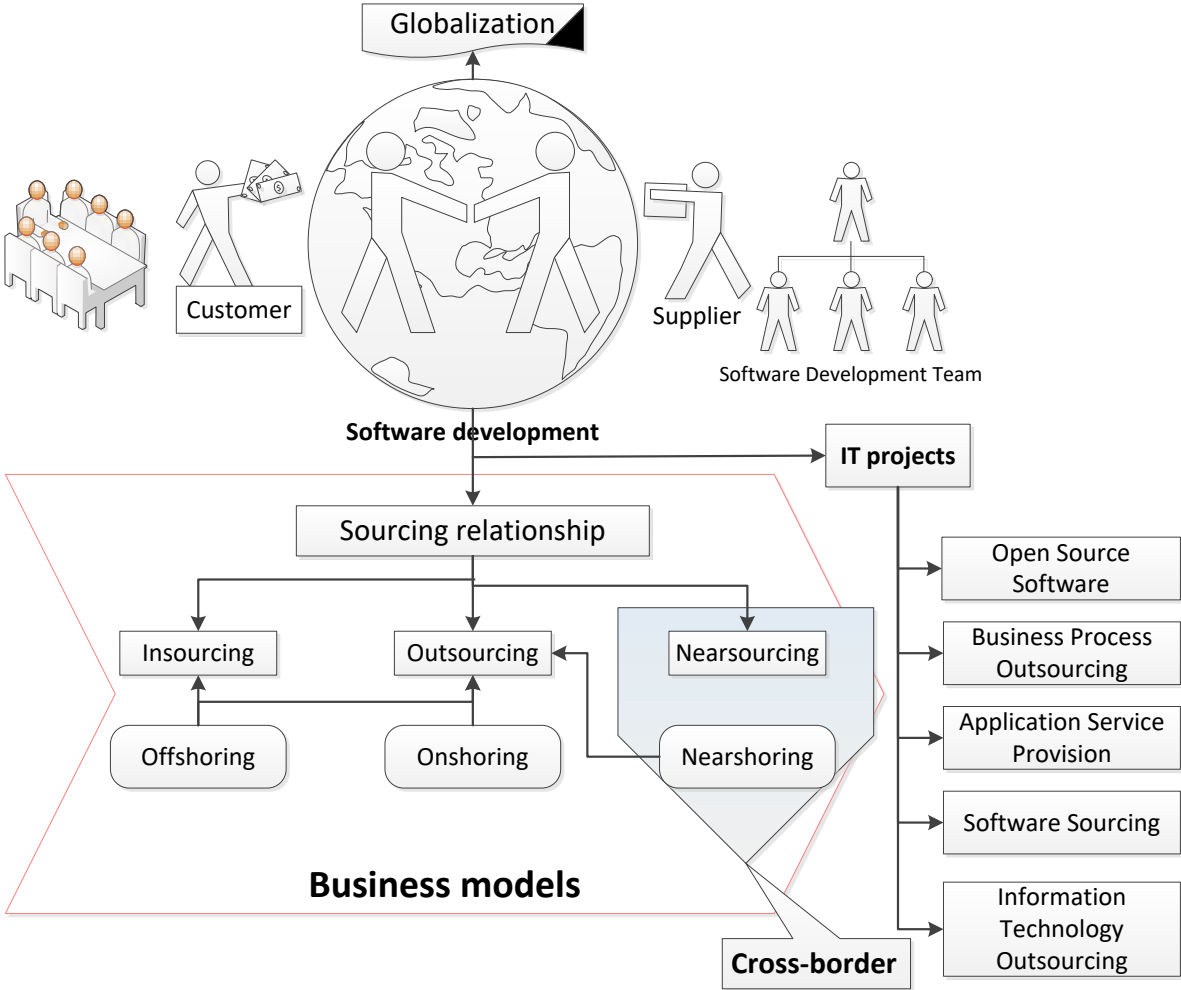 Globalization
Customer
Supplier
Software Development Team
Software development
IT projects
Sourcing relationship
Open Source
Software
Insourcing
Outsourcing
Nearsourcing
Business Process
Outsourcing
Offshoring
Onshoring
Nearshoring
Application Service
Provision
Software Sourcing
Business models
Information
Technology
Outsourcing
Cross-border